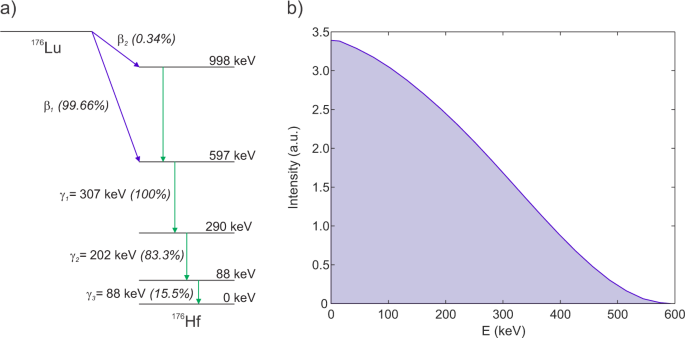 a)
¹⁷⁶Lu
β₂ (0.34%)
998 keV
β₁ (99.66%)
597 keV
γ₁= 307 keV (100%)
290 keV
γ₂= 202 keV (83.3%)
88 keV
γ₃= 88 keV (15.5%)
0 keV
¹⁷⁶Hf
b)
3.5
3.0
2.5
2.0
1.5
1.0
0.5
0
Intensity (a.u.)
0 100 200 300 400 500 600
E (keV)